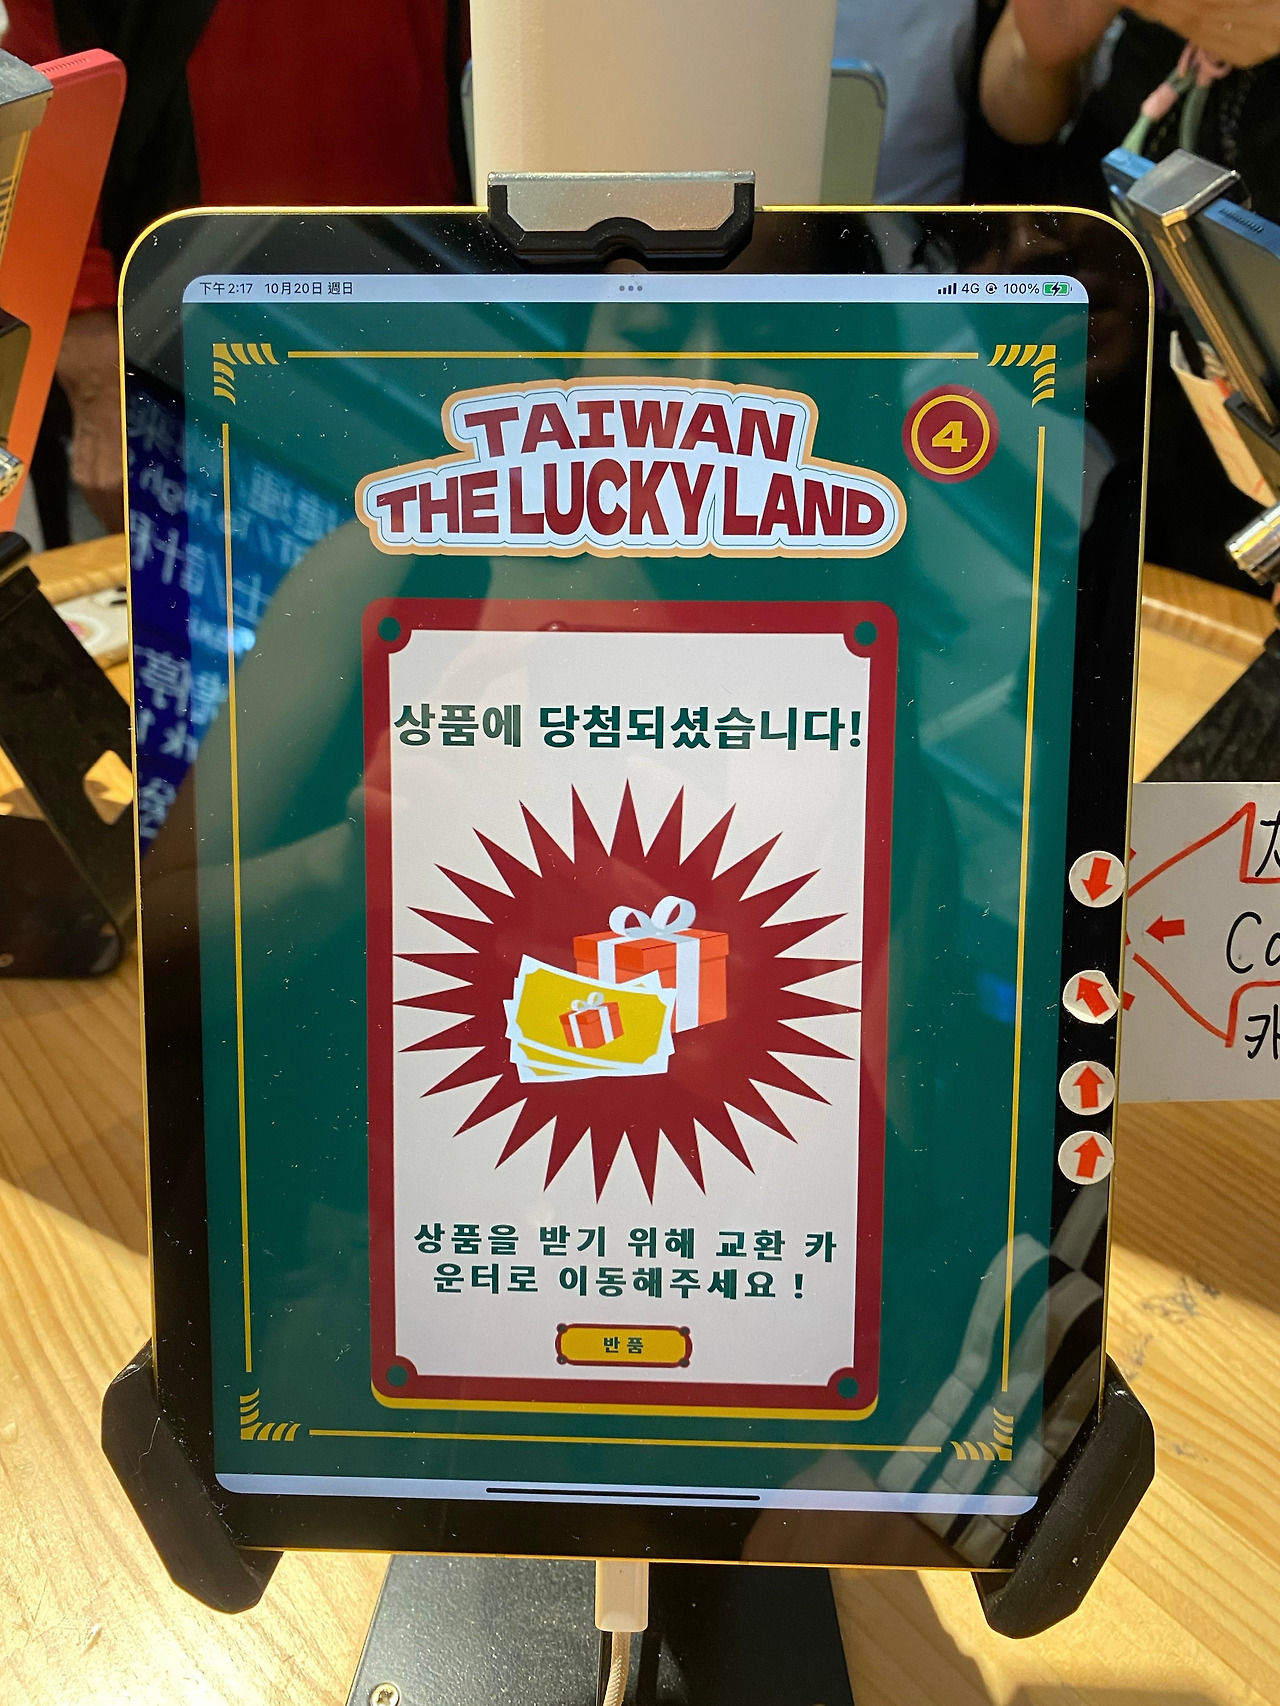 下午2:17 10月20日 週日
4G 100%
TAIWAN
THE LUCKY LAND
4
상품에 당첨되셨습니다!
상품을 받기 위해 교환 카
운터로 이동해주세요 !
반품